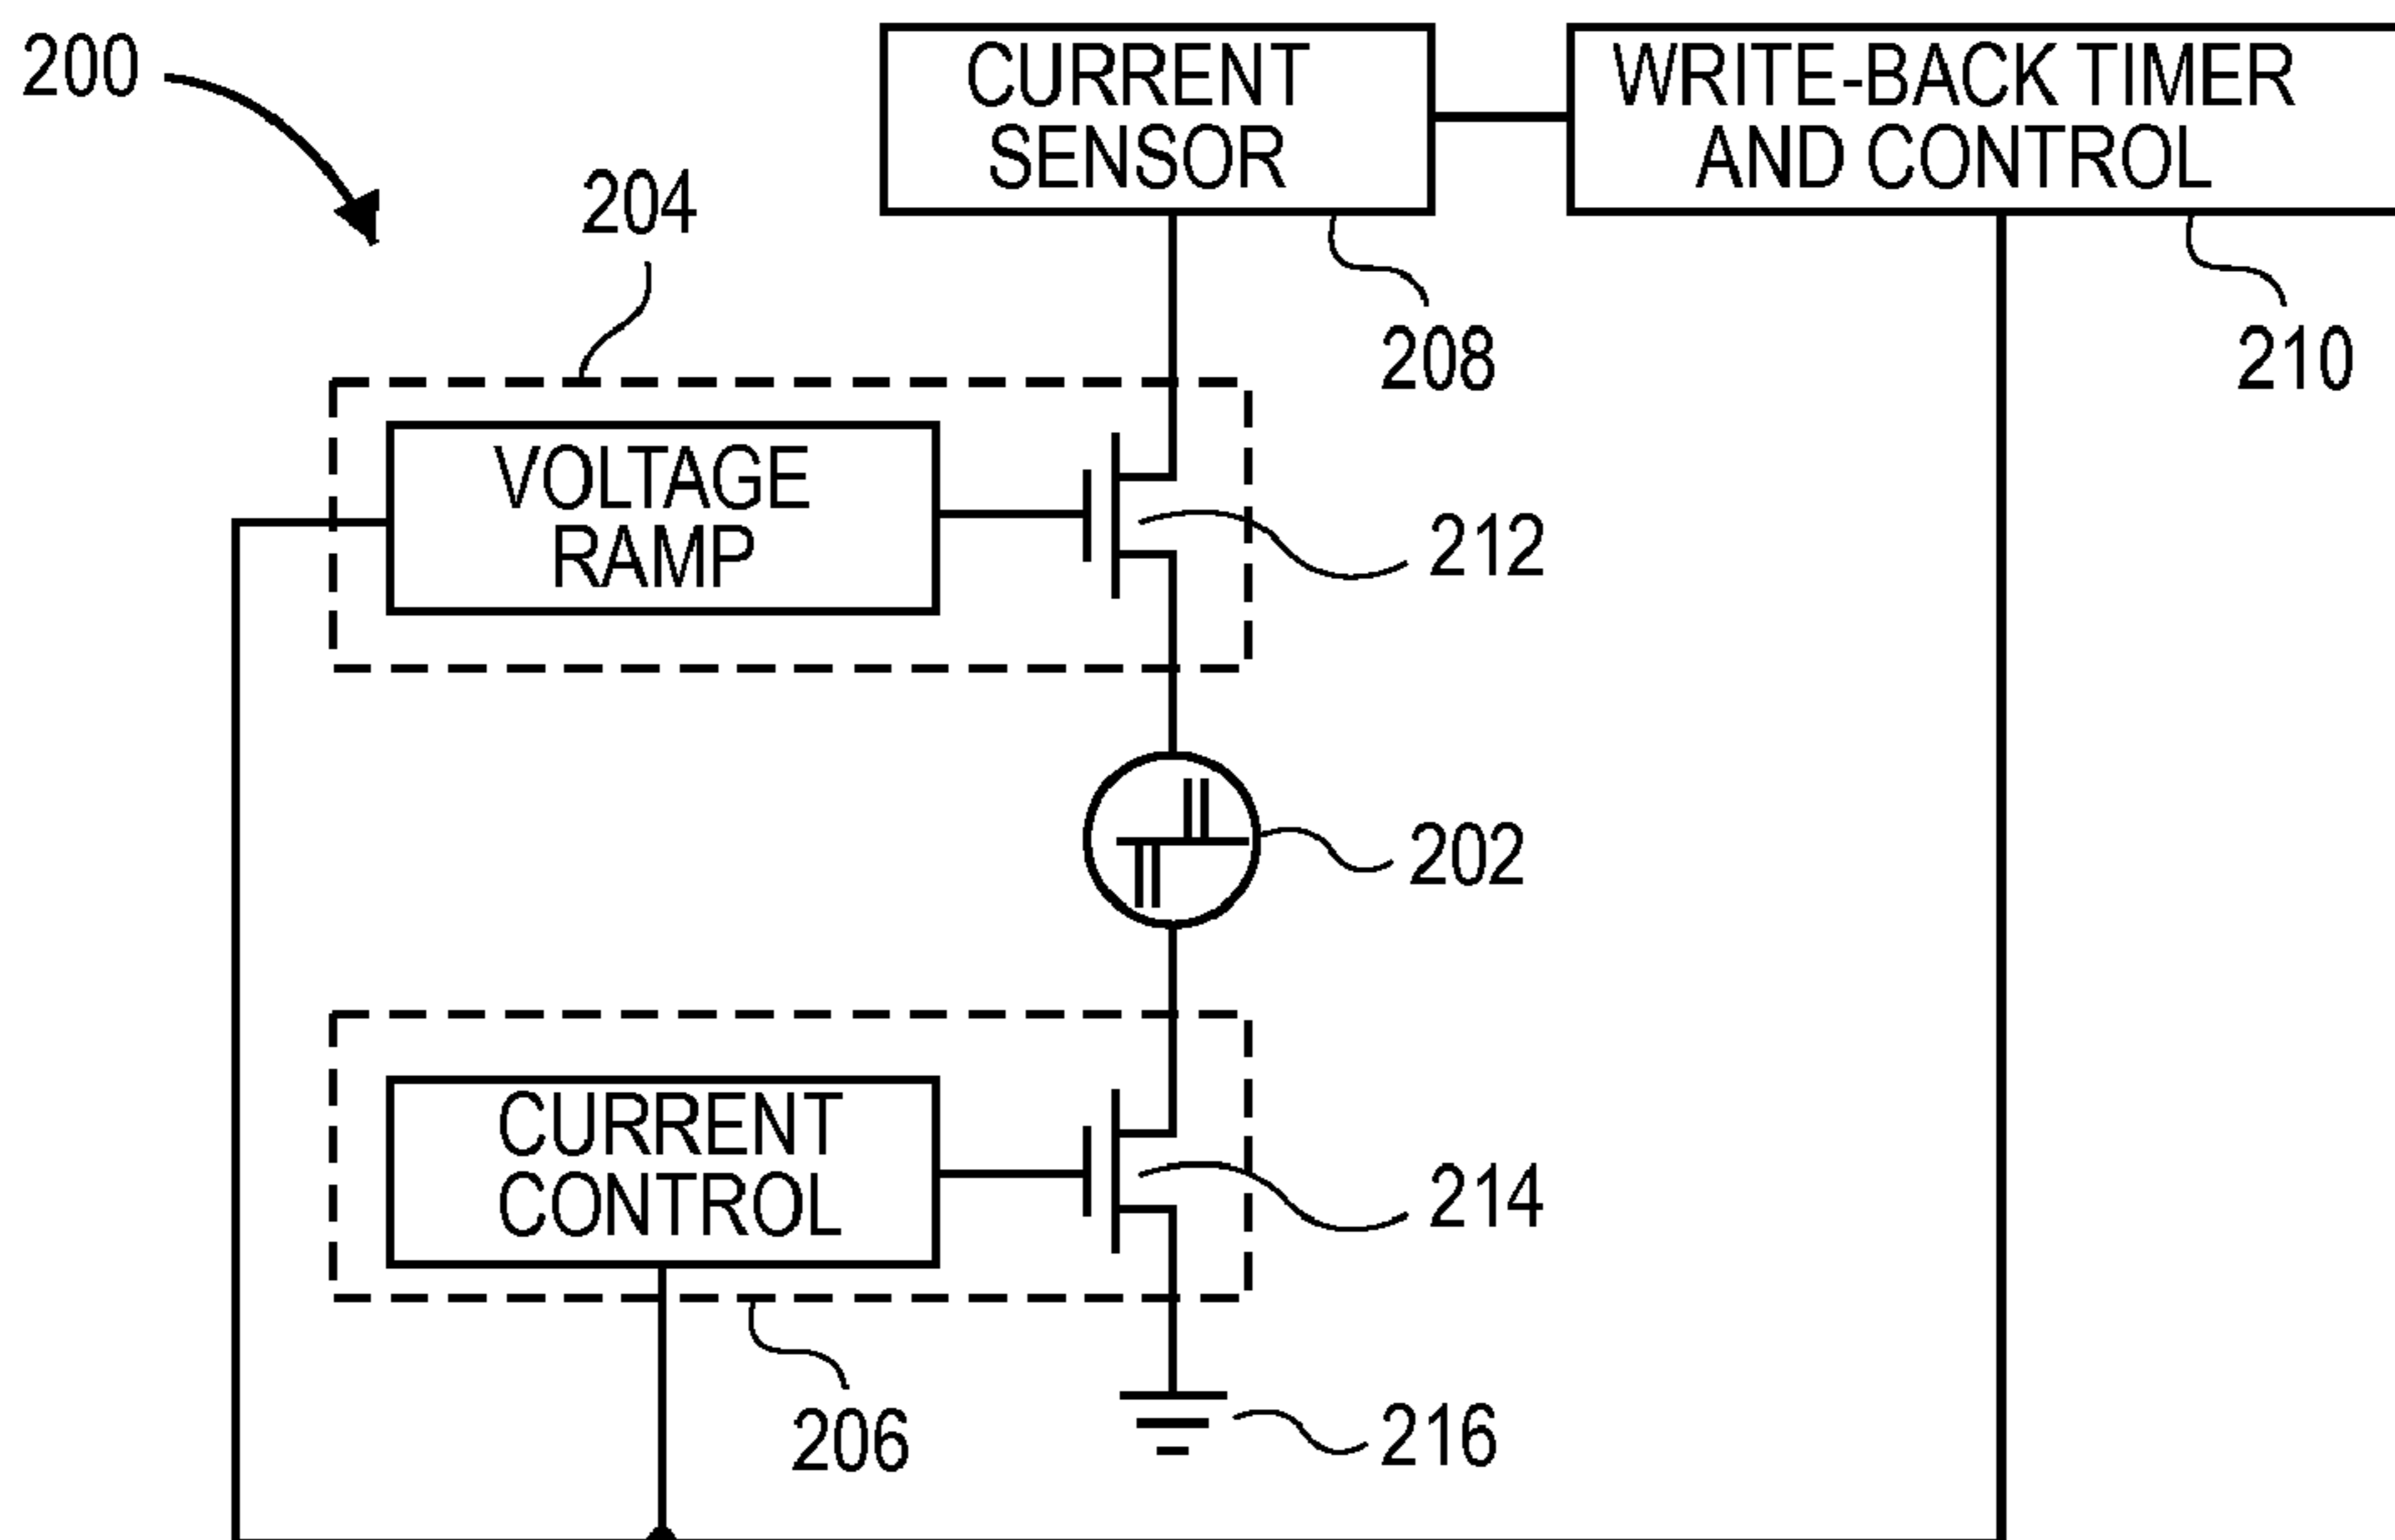 200
CURRENT
SENSOR
WRITE-BACK TIMER
AND CONTROL
204
208
210
VOLTAGE
RAMP
212
202
CURRENT
CONTROL
214
206
216